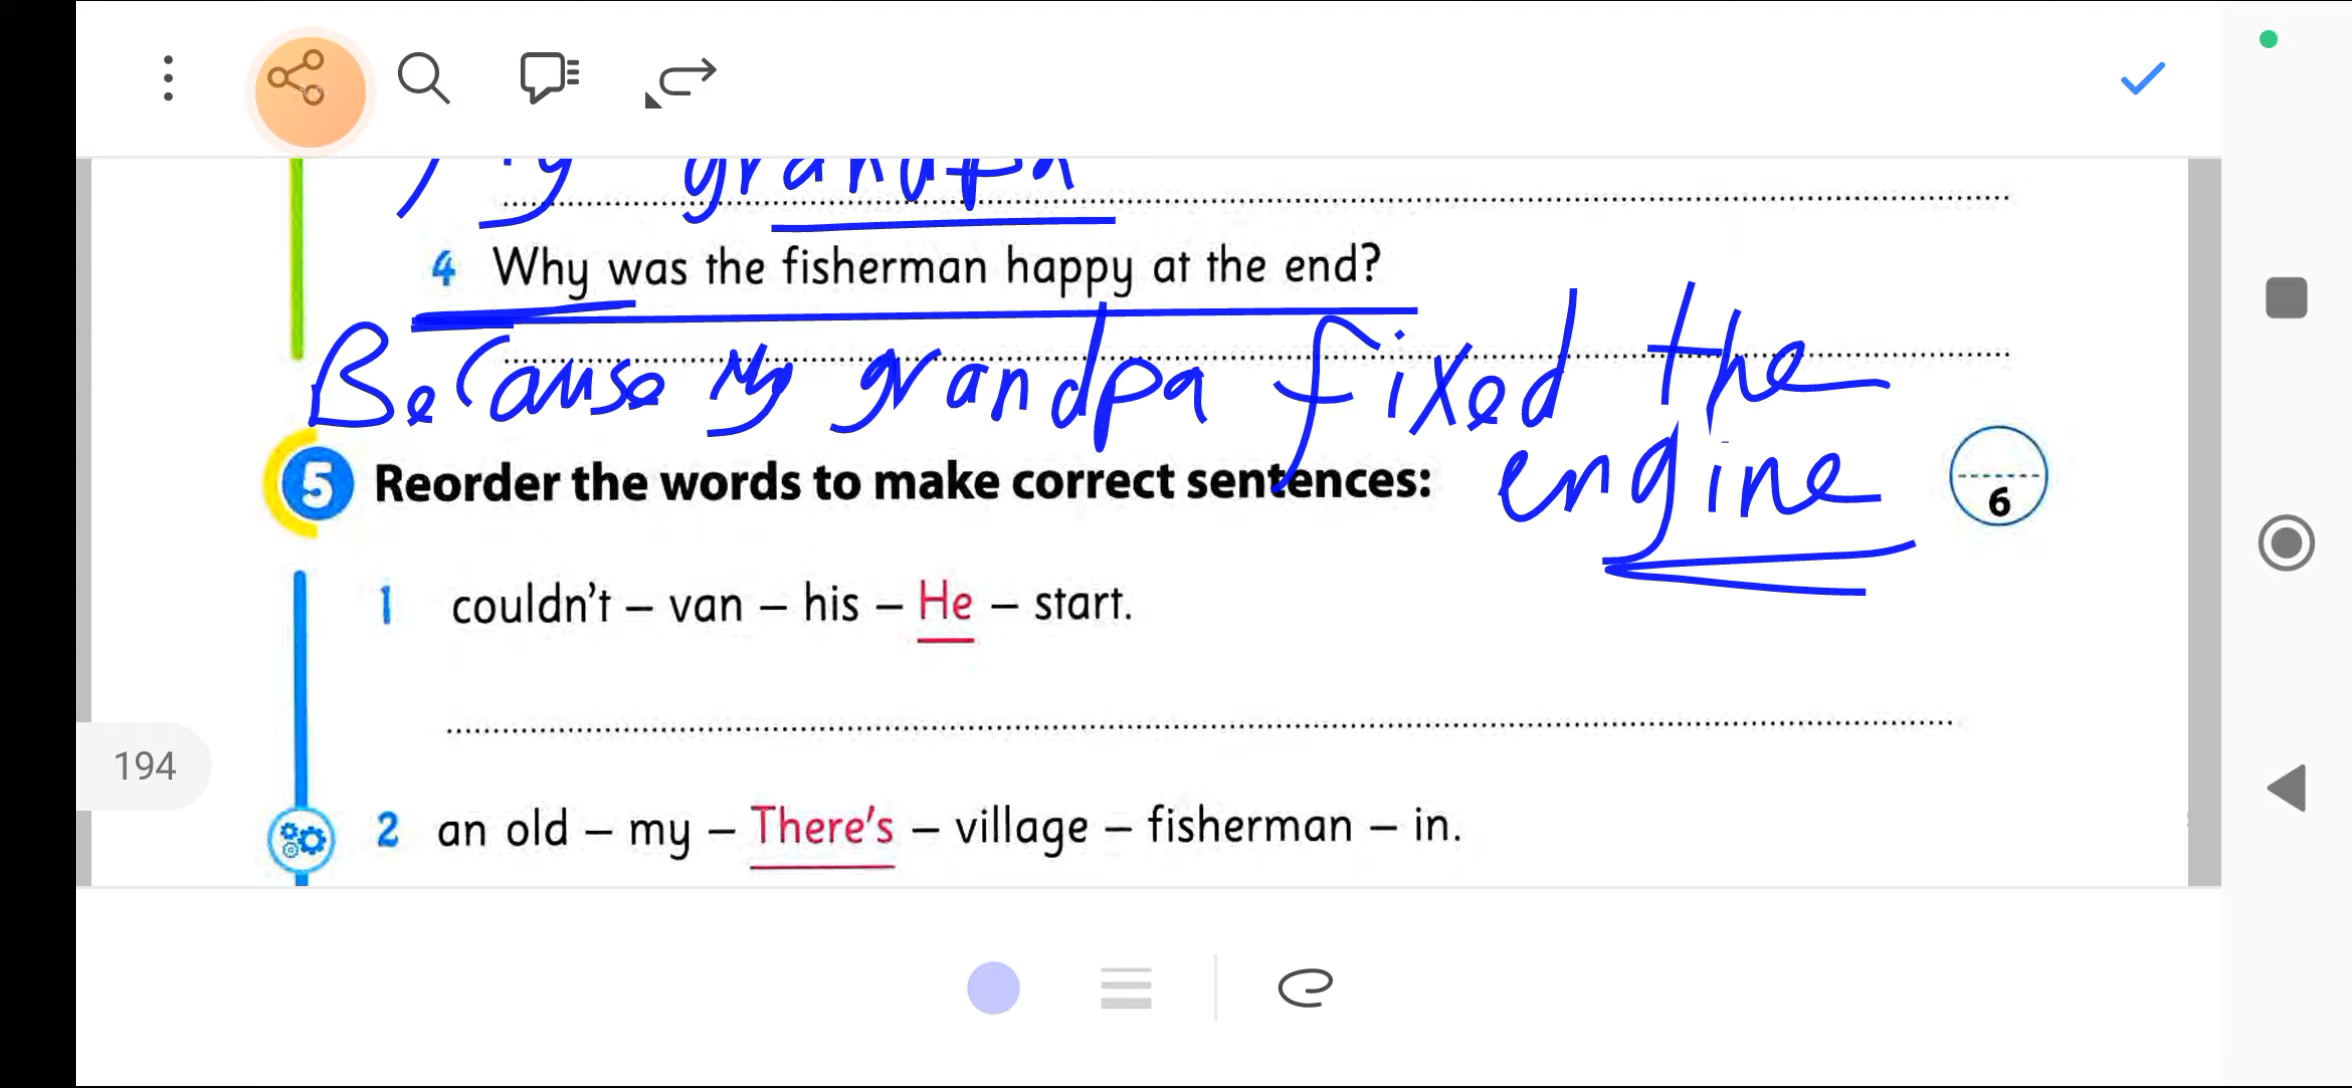 My grandpa
4 Why was the fisherman happy at the end?
Because my grandpa fixed the
engine
5 Reorder the words to make correct sentences:
6
1 couldn't – van – his – He – start.
194
2 an old – my – There's – village – fisherman – in.